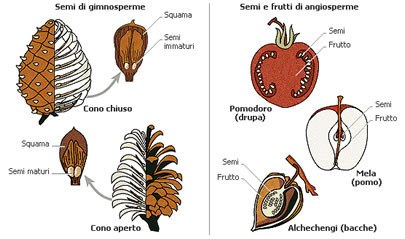 Semi di gimnosperme
Squama
Semi
immaturi
Cono chiuso
Squama
Semi maturi
Cono aperto
Semi e frutti di angiosperme
Semi
Frutto
Pomodoro
(drupa)
Semi
Frutto
Mela
(pomo)
Semi
Frutto
Alchechengi (bacche)